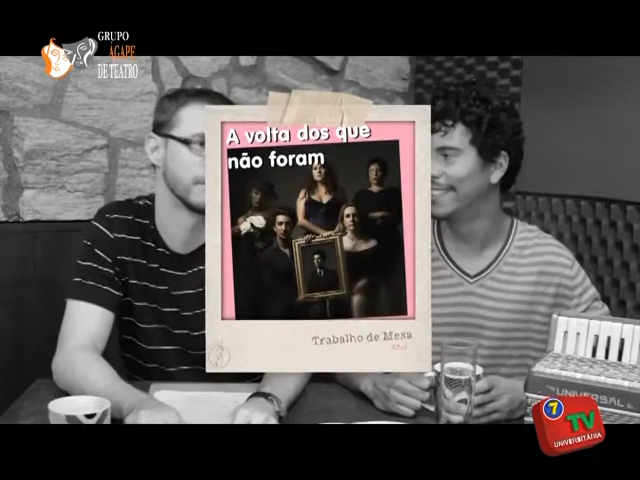 GRUPO
ÁGAPE
DE TEATRO
A volta dos que
não foram
Trabalho de Mesa
UNIVERSAL
7
TV
UNIVERSITÁRIA